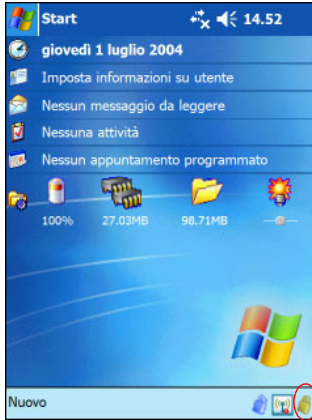 Start 14.52
giovedì 1 luglio 2004
Imposta informazioni su utente
Nessun messaggio da leggere
Nessuna attività
Nessun appuntamento programmato
100% 27.03MB 98.71MB
Nuovo